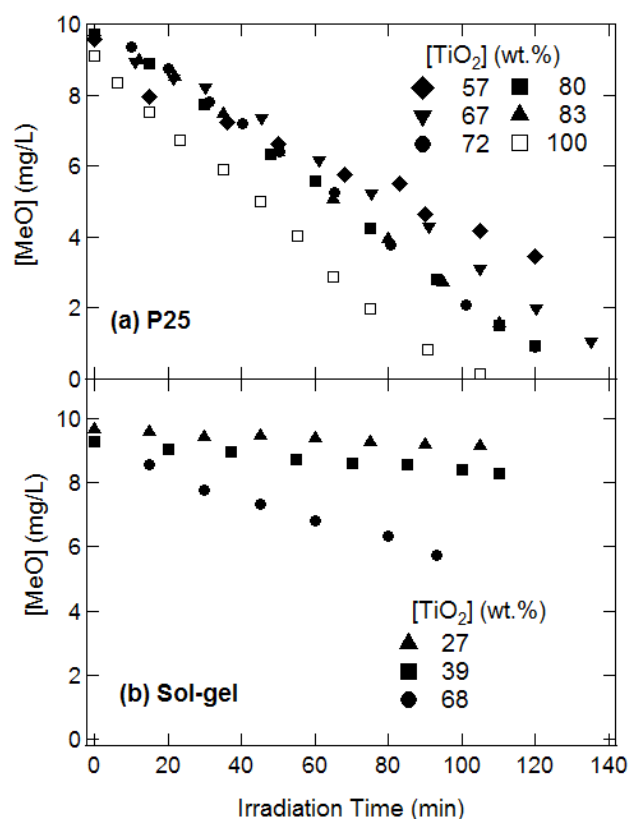 10
8
6
4
2
0
[MeO] (mg/L)
[TiO₂] (wt.%)
57 80
67 83
72 100
(a) P25
10
8
6
4
2
0
[MeO] (mg/L)
[TiO₂] (wt.%)
27
39
68
(b) Sol-gel
0 20 40 60 80 100 120 140
Irradiation Time (min)